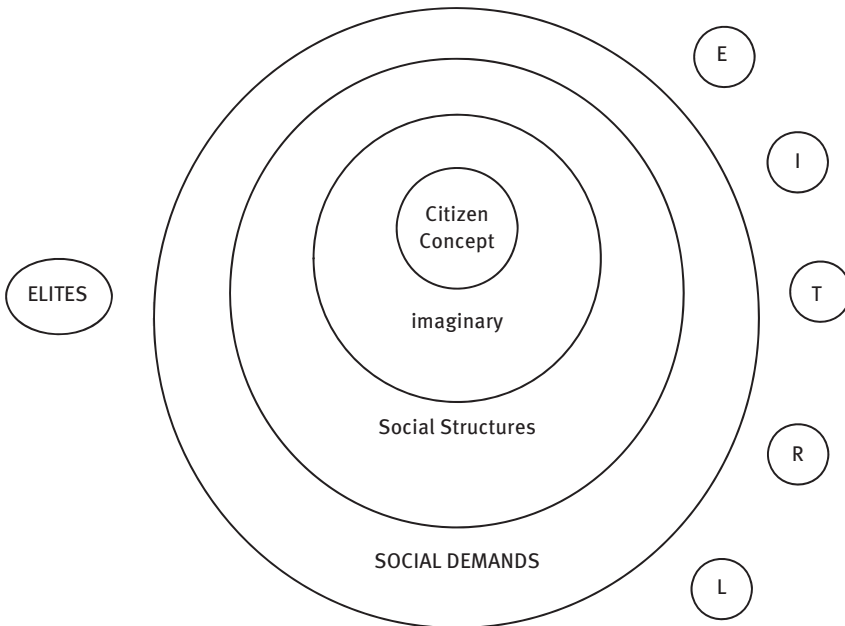 E
I
Citizen
Concept
ELITES
T
imaginary
Social Structures
R
SOCIAL DEMANDS
L